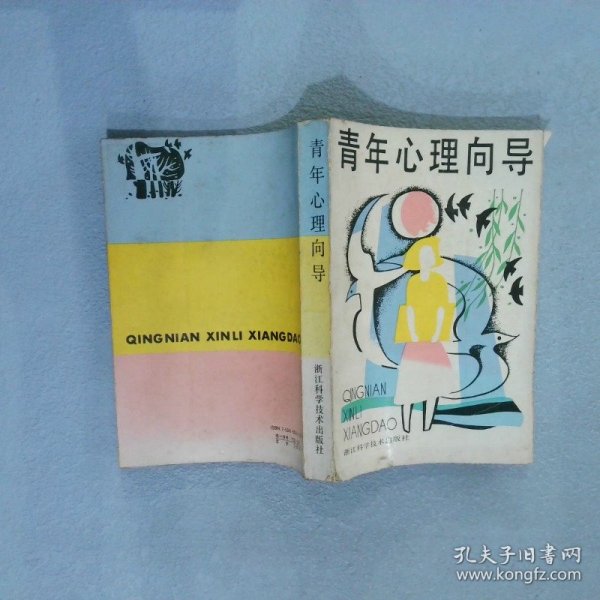 QINGNIAN XINLI XIANGDAO
青年心理向导
浙江科学技术出版社
青年心理向导
QINGNIAN
XINLI
XIANGDAO
浙江科学技术出版社
孔夫子旧书网
www.kongfz.com